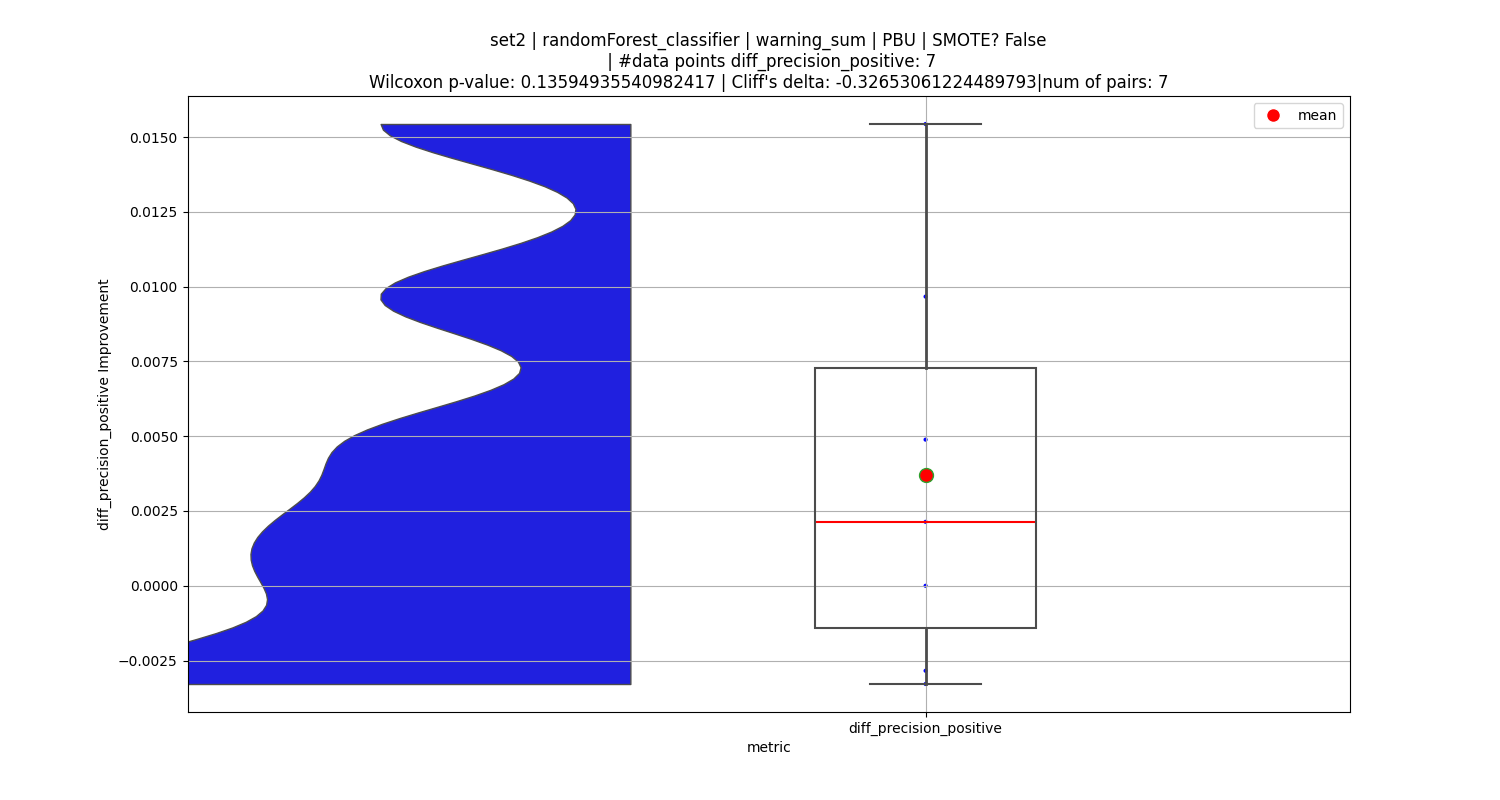 set2 | randomForest_classifier | warning_sum | PBU | SMOTE? False
| #data points diff_precision_positive: 7
Wilcoxon p-value: 0.13594935540982417 | Cliff's delta: -0.32653061224489793|num of pairs: 7
mean
0.0150
0.0125
0.0100
0.0075
0.0050
0.0025
0.0000
−0.0025
diff_precision_positive Improvement
diff_precision_positive
metric